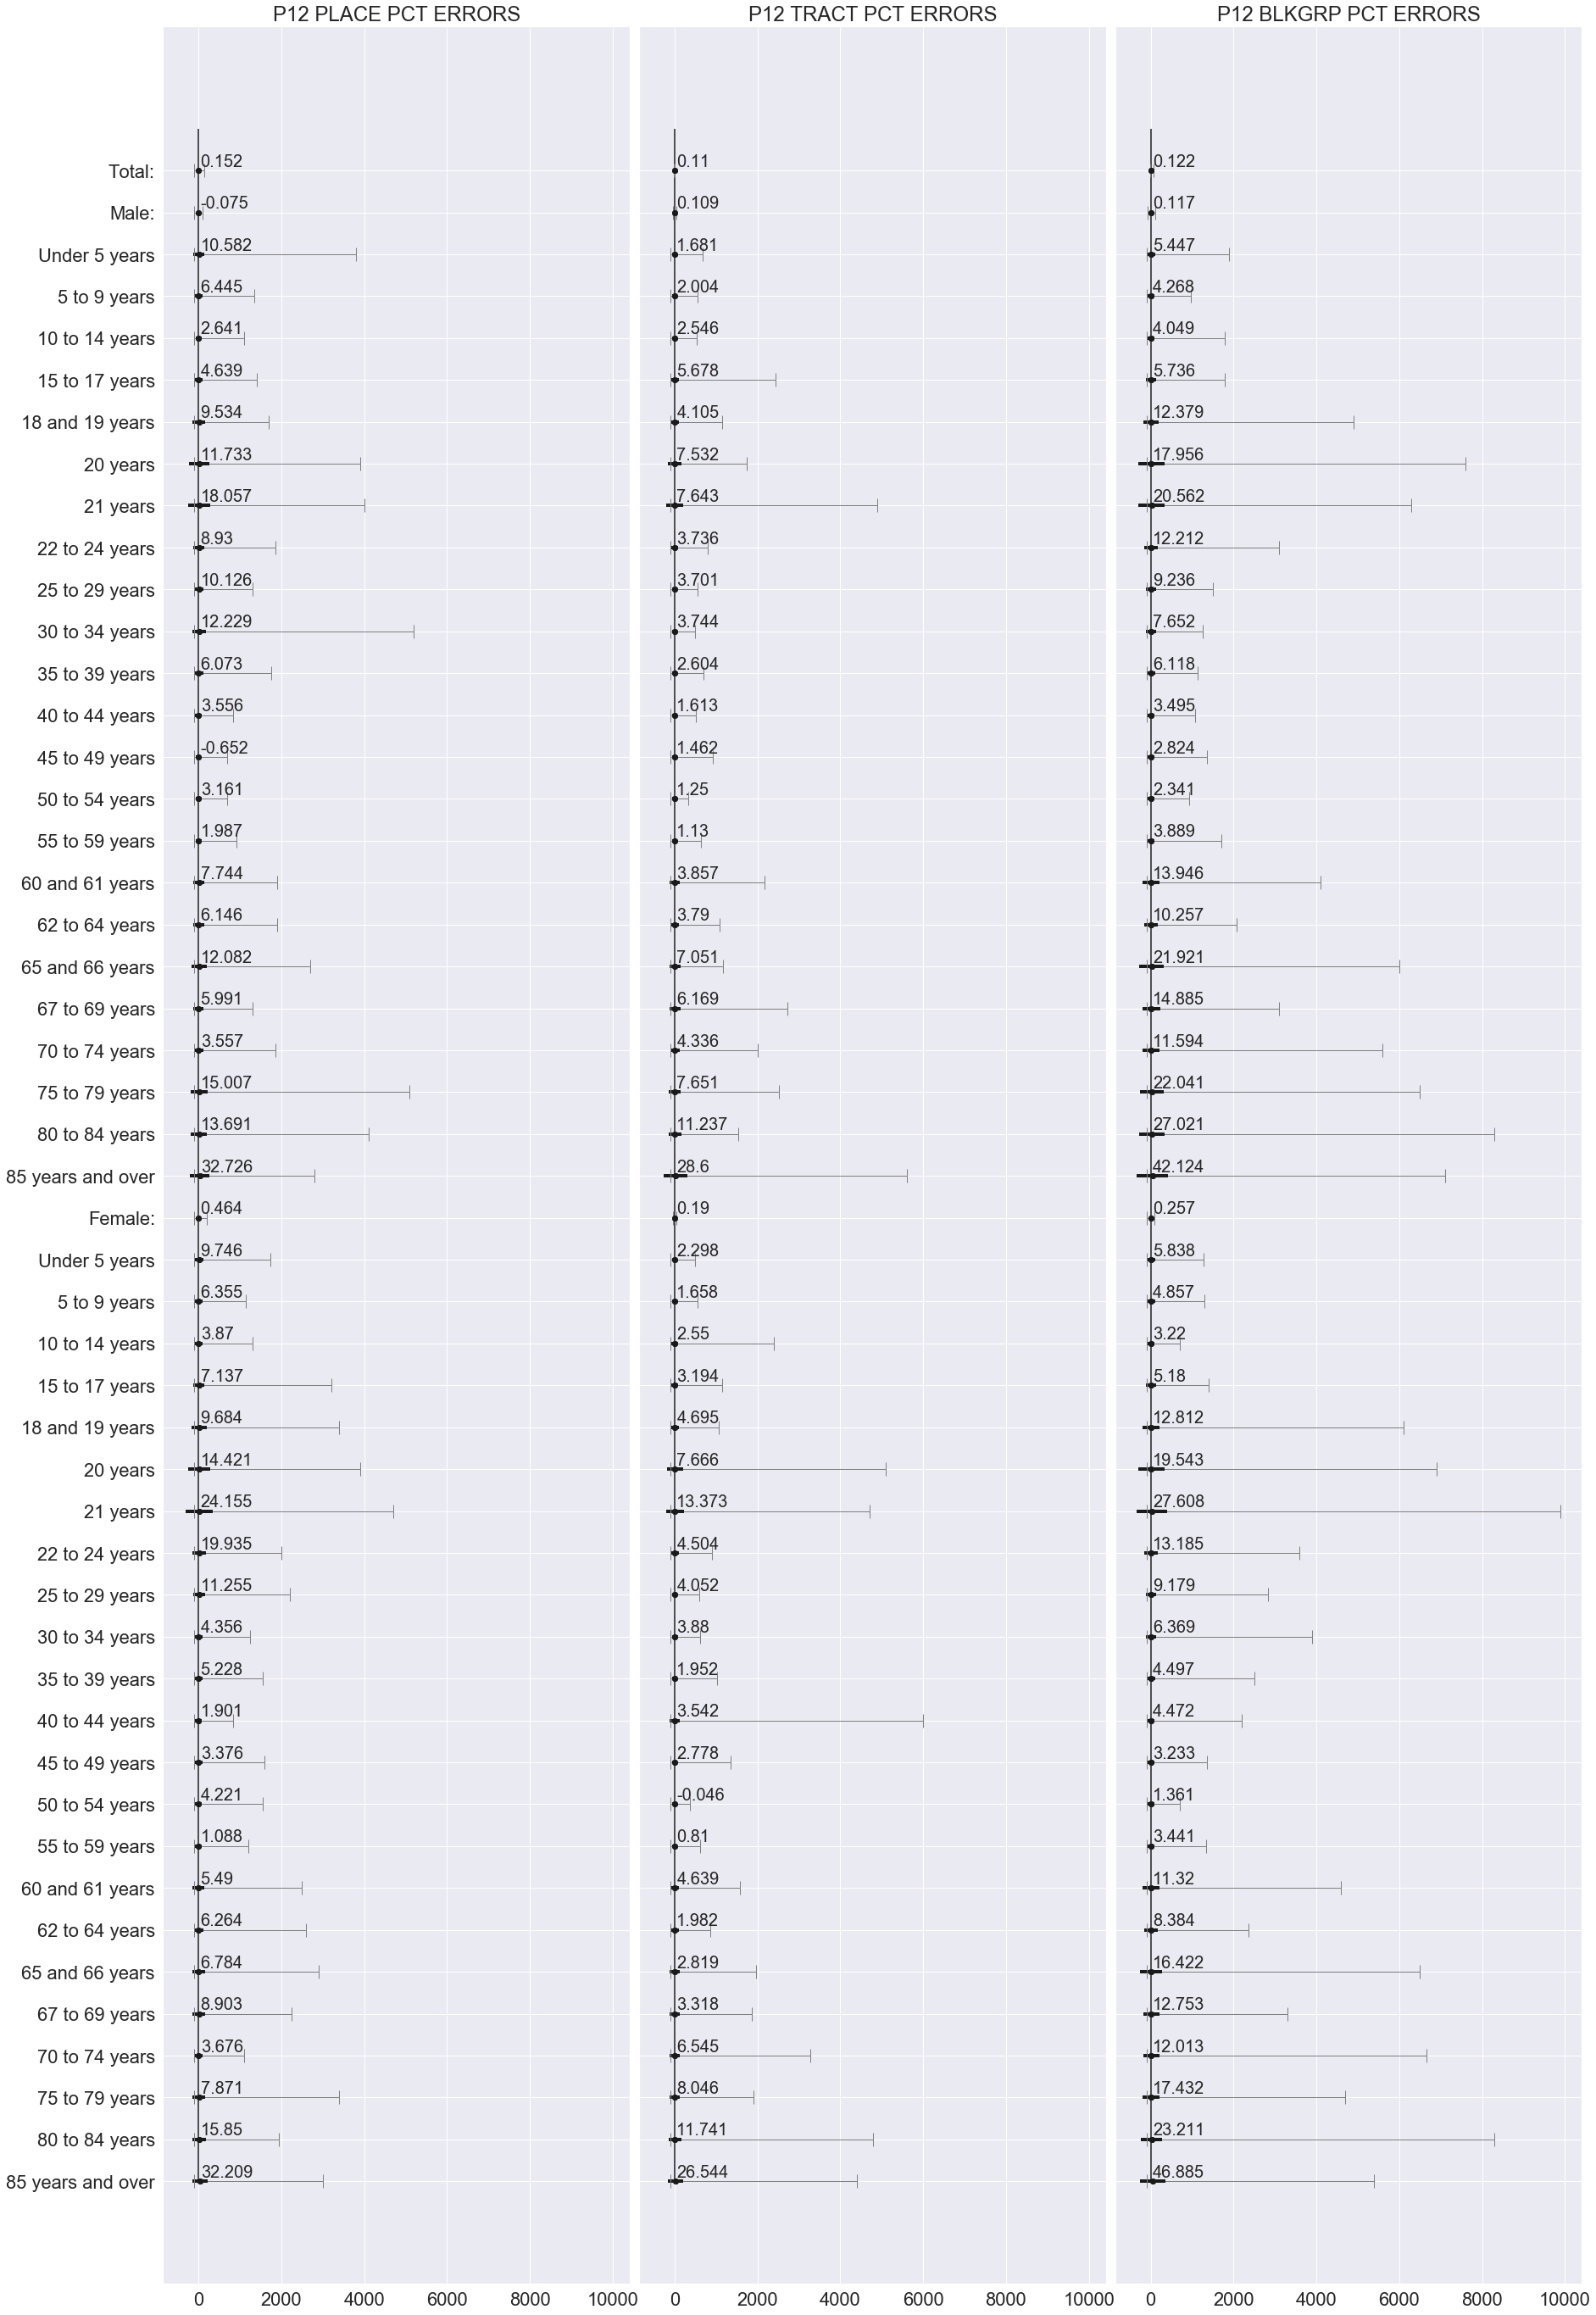 P12 PLACE PCT ERRORS P12 TRACT PCT ERRORS P12 BLKGRP PCT ERRORS
Total: 0.152 0.11 0.122
Male: -0.075 0.109 0.117
Under 5 years 10.582 1.681 5.447
5 to 9 years 6.445 2.004 4.268
10 to 14 years 2.641 2.546 4.049
15 to 17 years 4.639 5.678 5.736
18 and 19 years 9.534 4.105 12.379
20 years 11.733 7.532 17.956
21 years 18.057 7.643 20.562
22 to 24 years 8.93 3.736 12.212
25 to 29 years 10.126 3.701 9.236
30 to 34 years 12.229 3.744 7.652
35 to 39 years 6.073 2.604 6.118
40 to 44 years 3.556 1.613 3.495
45 to 49 years -0.652 1.462 2.824
50 to 54 years 3.161 1.25 2.341
55 to 59 years 1.987 1.13 3.889
60 and 61 years 7.744 3.857 13.946
62 to 64 years 6.146 3.79 10.257
65 and 66 years 12.082 7.051 21.921
67 to 69 years 5.991 6.169 14.885
70 to 74 years 3.557 4.336 11.594
75 to 79 years 15.007 7.651 22.041
80 to 84 years 13.691 11.237 27.021
85 years and over 32.726 28.6 42.124
Female: 0.464 0.19 0.257
Under 5 years 9.746 2.298 5.838
5 to 9 years 6.355 1.658 4.857
10 to 14 years 3.87 2.55 3.22
15 to 17 years 7.137 3.194 5.18
18 and 19 years 9.684 4.695 12.812
20 years 14.421 7.666 19.543
21 years 24.155 13.373 27.608
22 to 24 years 19.935 4.504 13.185
25 to 29 years 11.255 4.052 9.179
30 to 34 years 4.356 3.88 6.369
35 to 39 years 5.228 1.952 4.497
40 to 44 years 1.901 3.542 4.472
45 to 49 years 3.376 2.778 3.233
50 to 54 years 4.221 -0.046 1.361
55 to 59 years 1.088 0.81 3.441
60 and 61 years 5.49 4.639 11.32
62 to 64 years 6.264 1.982 8.384
65 and 66 years 6.784 2.819 16.422
67 to 69 years 8.903 3.318 12.753
70 to 74 years 3.676 6.545 12.013
75 to 79 years 7.871 8.046 17.432
80 to 84 years 15.85 11.741 23.211
85 years and over 32.209 26.544 46.885
0 2000 4000 6000 8000 10000 0 2000 4000 6000 8000 10000 0 2000 4000 6000 8000 10000